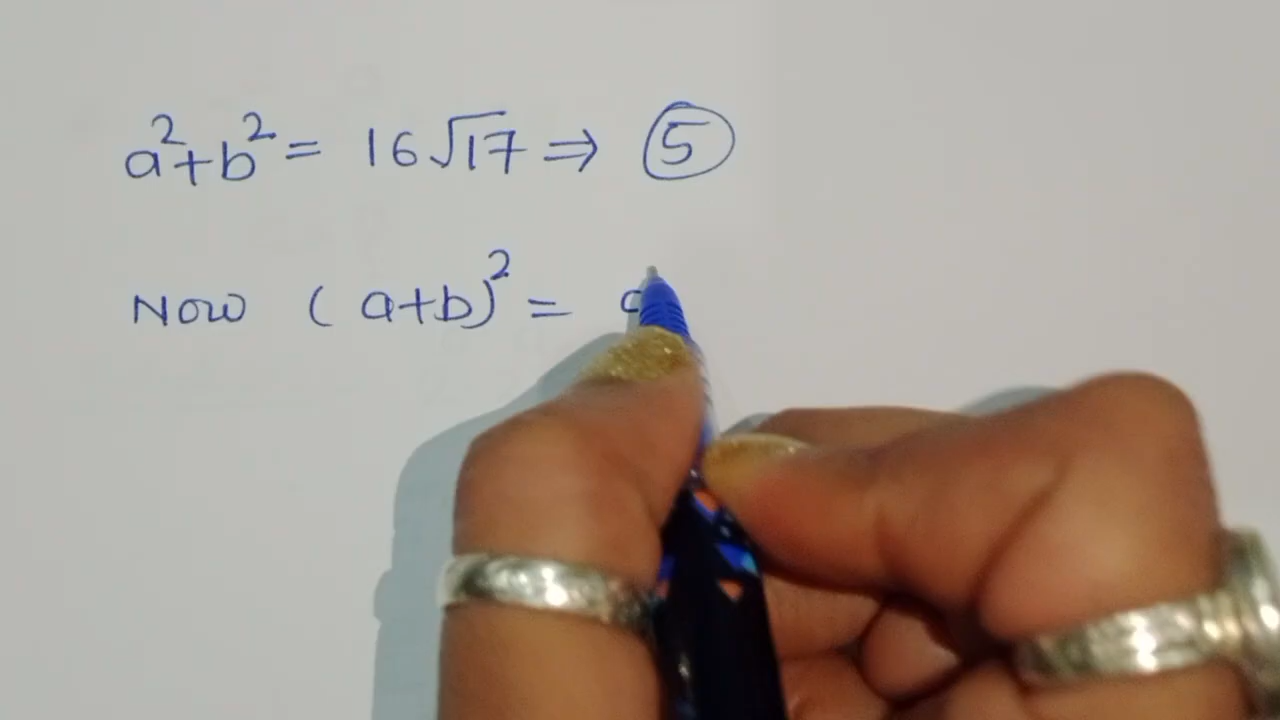 a²+b² = 16√17 ⇒ ⑤
Now (a+b)² =